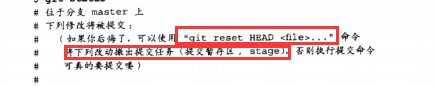 $ git status
# 位于分支 master 上
# 下列修改将被提交：
# （如果你后悔了，可以使用 "git reset HEAD <file>..." 命令
# 将下列改动撤出提交任务（提交暂存区， stage），否则执行提交命令
# 可真的要提交喽）
#